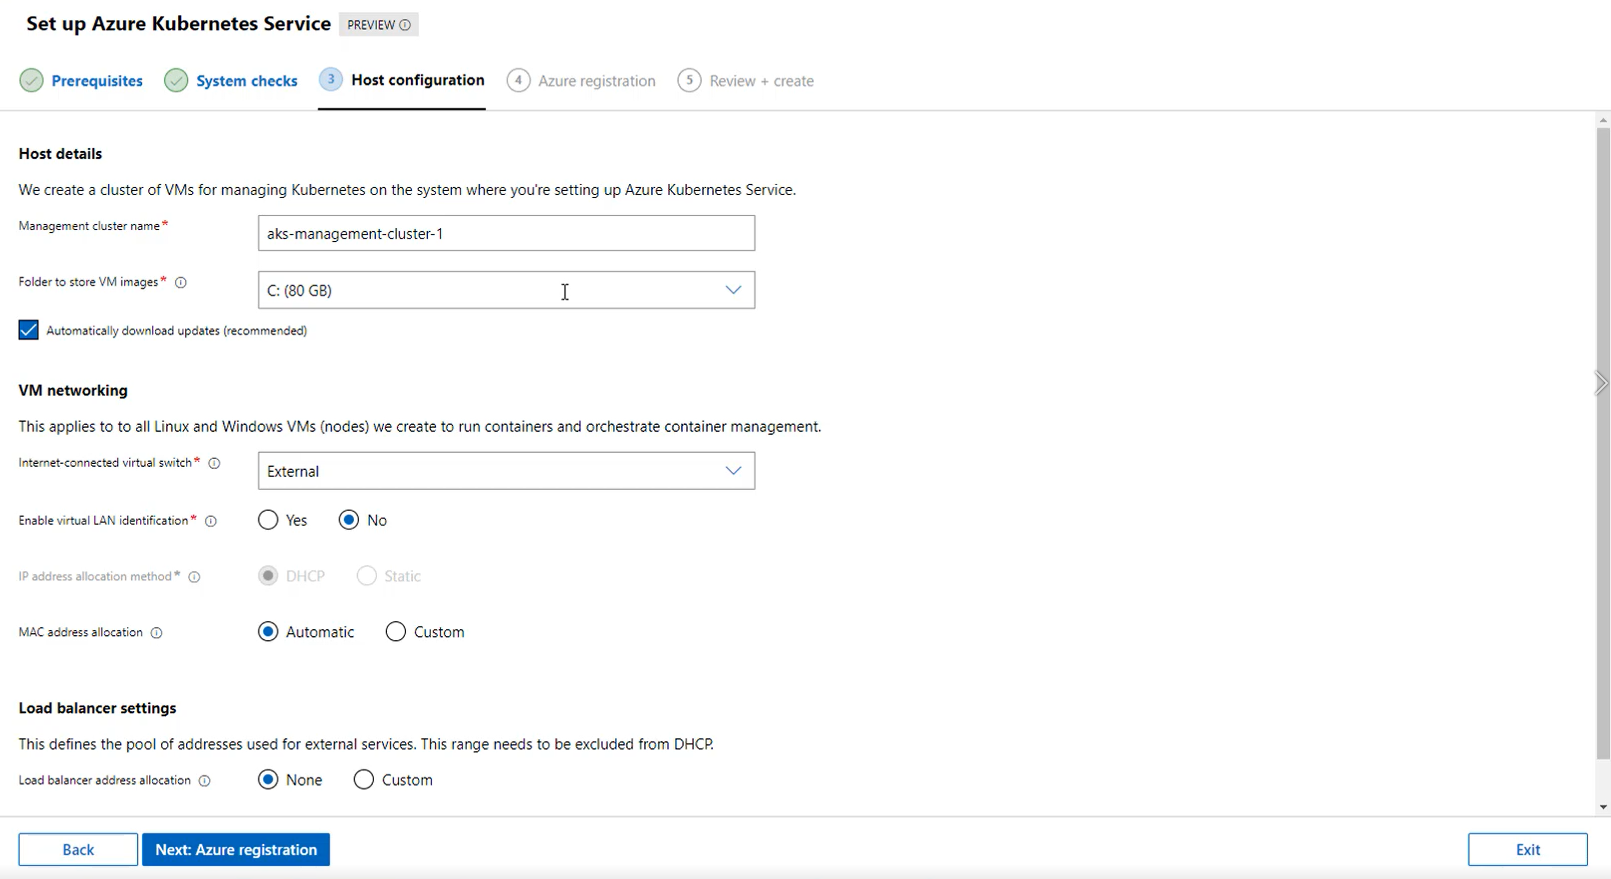 Set up Azure Kubernetes Service PREVIEW
Prerequisites System checks 3 Host configuration 4 Azure registration 5 Review + create
Host details
We create a cluster of VMs for managing Kubernetes on the system where you're setting up Azure Kubernetes Service.
Management cluster name* aks-management-cluster-1
Folder to store VM images* C: (80 GB)
Automatically download updates (recommended)
VM networking
This applies to to all Linux and Windows VMs (nodes) we create to run containers and orchestrate container management.
Internet-connected virtual switch* External
Enable virtual LAN identification* Yes No
IP address allocation method* DHCP Static
MAC address allocation Automatic Custom
Load balancer settings
This defines the pool of addresses used for external services. This range needs to be excluded from DHCP.
Load balancer address allocation None Custom
Back Next: Azure registration Exit